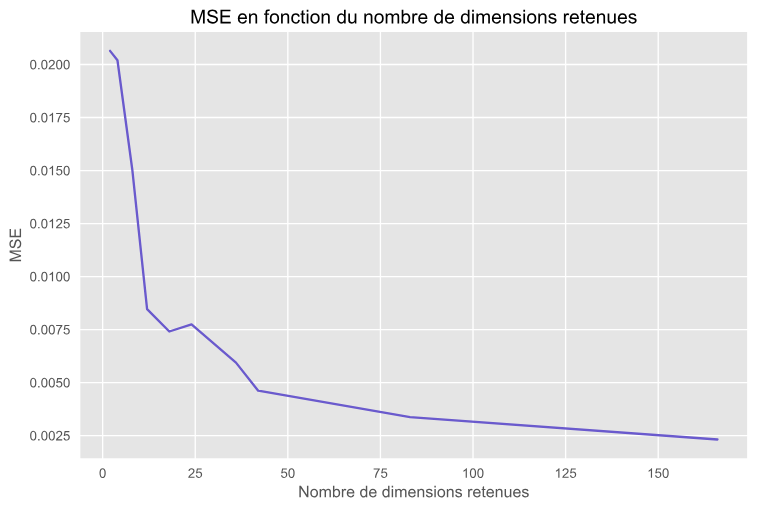 MSE en fonction du nombre de dimensions retenues
0.0200
0.0175
0.0150
0.0125
0.0100
0.0075
0.0050
0.0025
MSE
0 25 50 75 100 125 150
Nombre de dimensions retenues